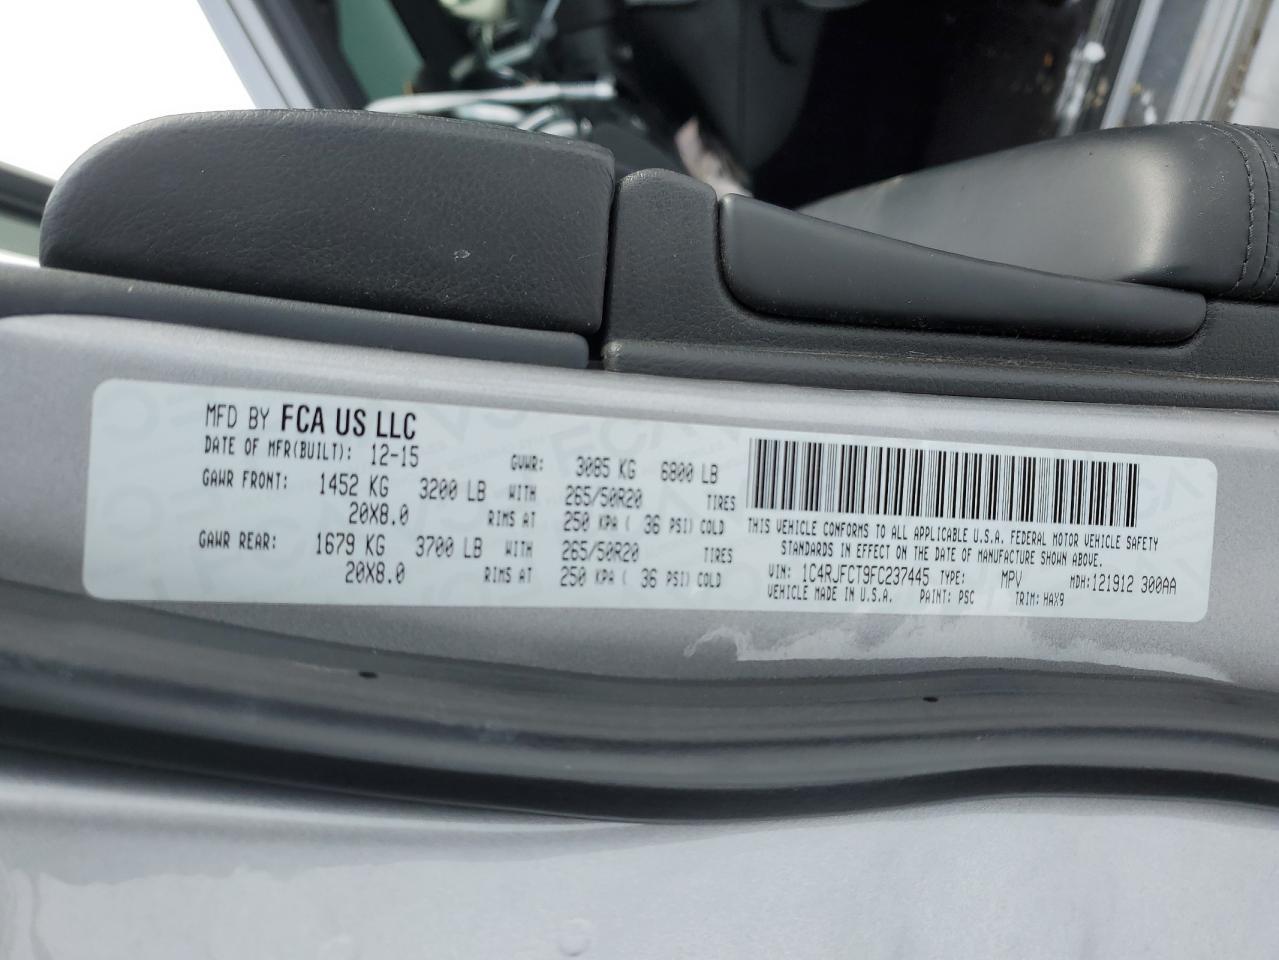 MFD BY FCA US LLC
DATE OF MFR(BUILT): 12-15 GVWR: 3085 KG 6800 LB
GAWR FRONT: 1452 KG 3200 LB WITH 265/50R20 TIRES
20X8.0 RIMS AT 250 KPA ( 36 PSI) COLD
GAWR REAR: 1679 KG 3700 LB WITH 265/50R20 TIRES
20X8.0 RIMS AT 250 KPA ( 36 PSI) COLD
THIS VEHICLE CONFORMS TO ALL APPLICABLE U.S.A. FEDERAL MOTOR VEHICLE SAFETY
STANDARDS IN EFFECT ON THE DATE OF MANUFACTURE SHOWN ABOVE.
VIN: 1C4RJFCT9FC237445 TYPE: MPV MDH:121912 300AA
VEHICLE MADE IN U.S.A. PAINT: PSC TRIM: HAX9